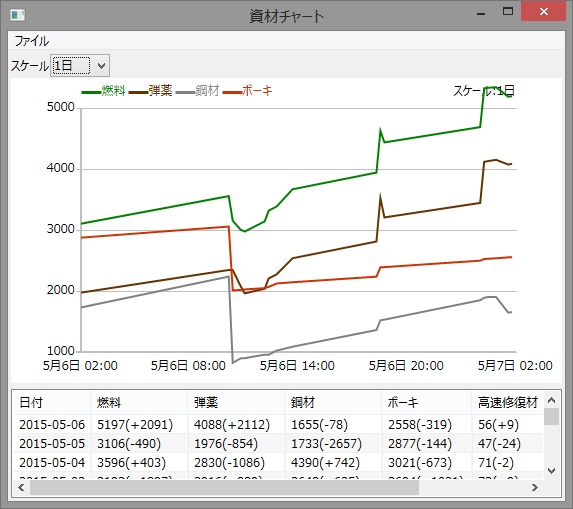 資材チャート
ファイル
スケール 1日
燃料 弾薬 鋼材 ボーキ スケール:1日
5000
4000
3000
2000
1000
5月6日 02:00 5月6日 08:00 5月6日 14:00 5月6日 20:00 5月7日 02:00
日付 燃料 弾薬 鋼材 ボーキ 高速修復材
2015-05-06 5197(+2091) 4088(+2112) 1655(-78) 2558(-319) 56(+9)
2015-05-05 3106(-490) 1976(-854) 1733(-2657) 2877(-144) 47(-24)
2015-05-04 3596(+403) 2830(-1086) 4390(+742) 3021(-673) 71(-2)